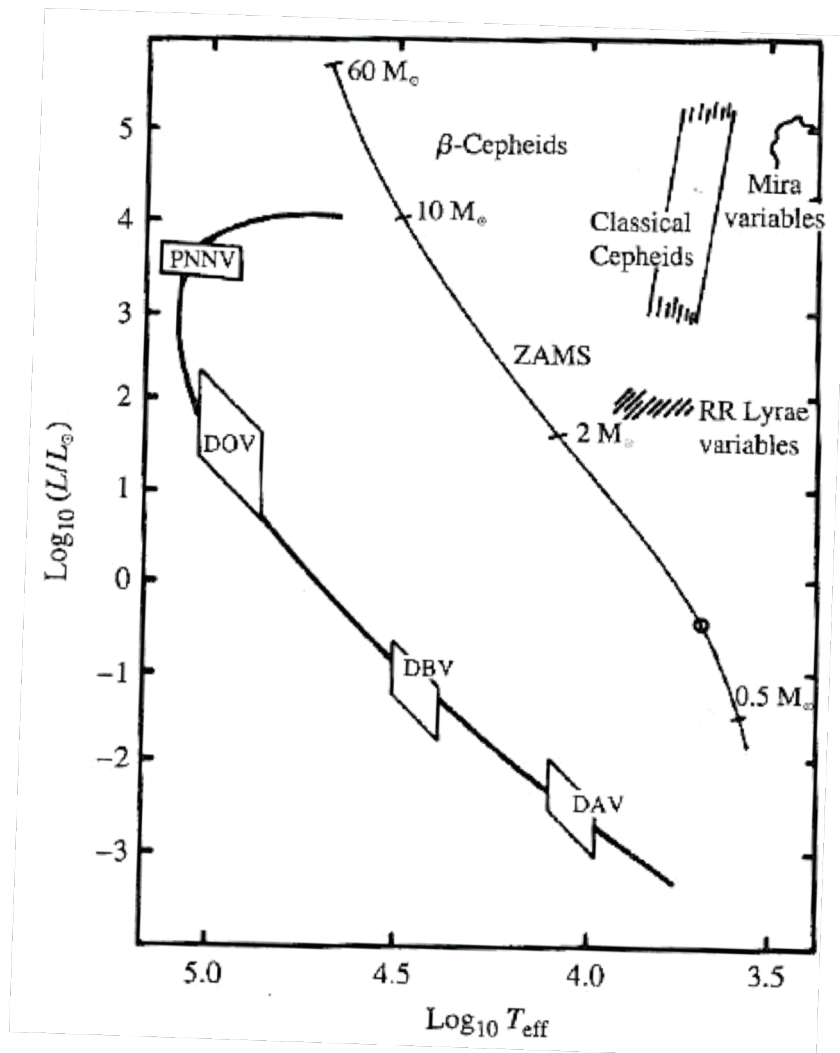 60 M☉
5
β-Cepheids
Mira
variables
4
10 M☉
Classical
Cepheids
PNNV
3
ZAMS
2
RR Lyrae
variables
2 M☉
DOV
1
Log₁₀ (L/L☉)
0
-1
DBV
0.5 M☉
-2
DAV
-3
5.0 4.5 4.0 3.5
Log₁₀ Teff